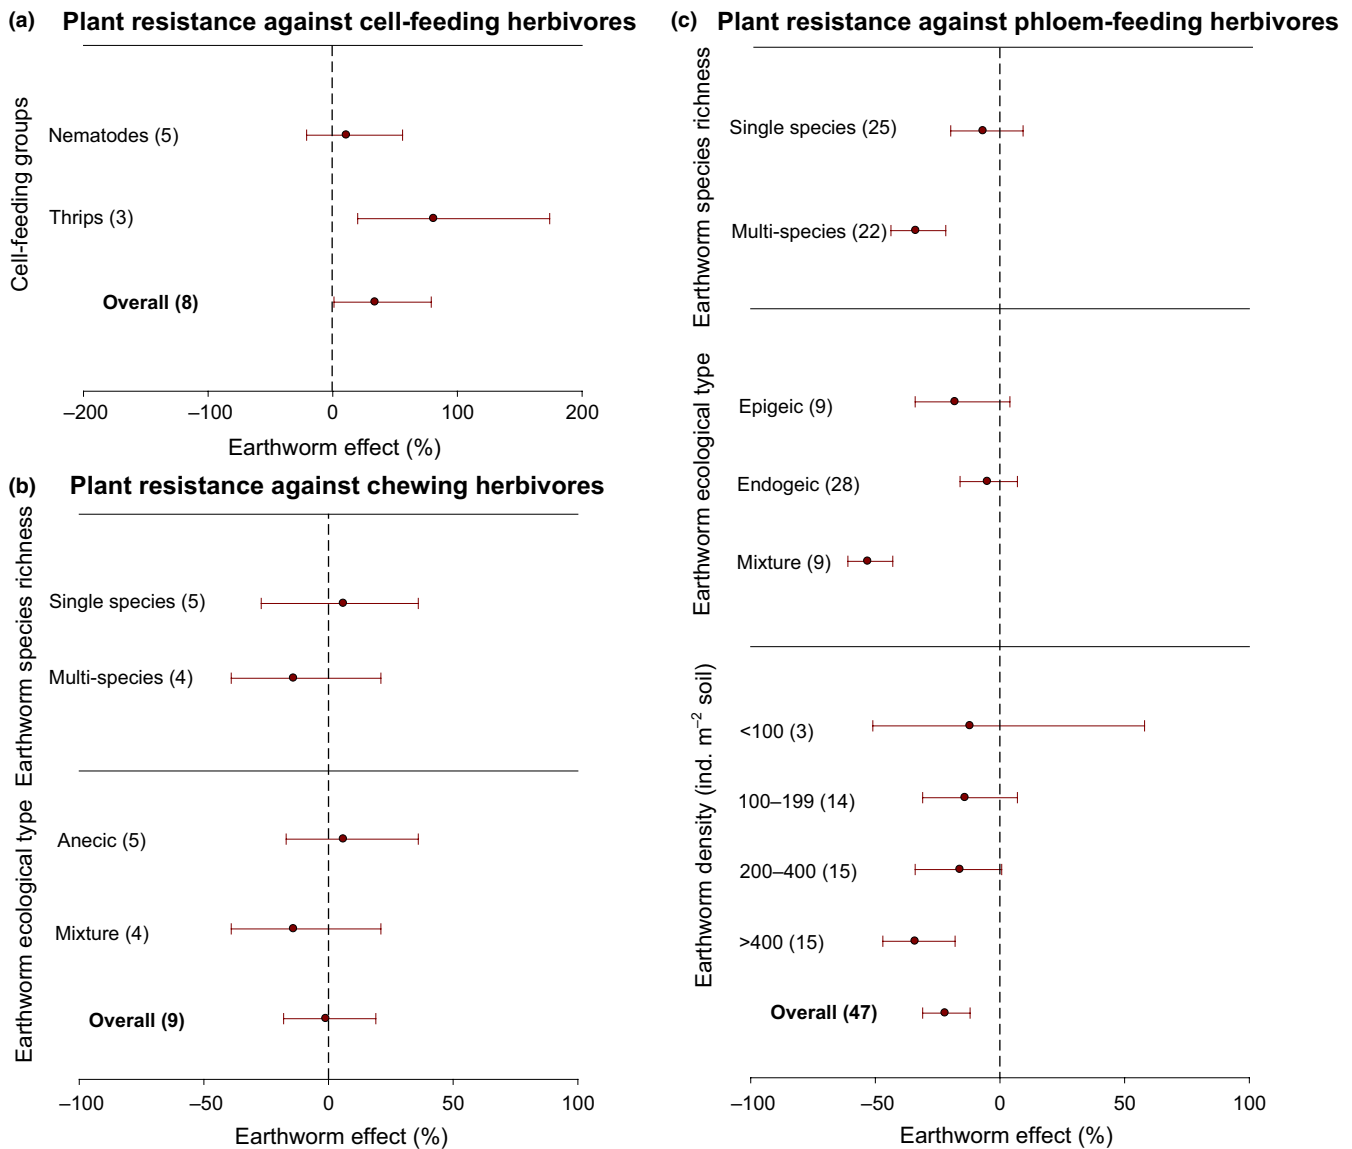 (a) Plant resistance against cell-feeding herbivores
Cell-feeding groups
Nematodes (5)
Thrips (3)
Overall (8)
–200 –100 0 100 200
Earthworm effect (%)
(b) Plant resistance against chewing herbivores
Earthworm species richness
Single species (5)
Multi-species (4)
Earthworm ecological type
Anecic (5)
Mixture (4)
Overall (9)
–100 –50 0 50 100
Earthworm effect (%)
(c) Plant resistance against phloem-feeding herbivores
Earthworm species richness
Single species (25)
Multi-species (22)
Earthworm ecological type
Epigeic (9)
Endogeic (28)
Mixture (9)
Earthworm density (ind. m⁻² soil)
<100 (3)
100–199 (14)
200–400 (15)
>400 (15)
Overall (47)
–100 –50 0 50 100
Earthworm effect (%)